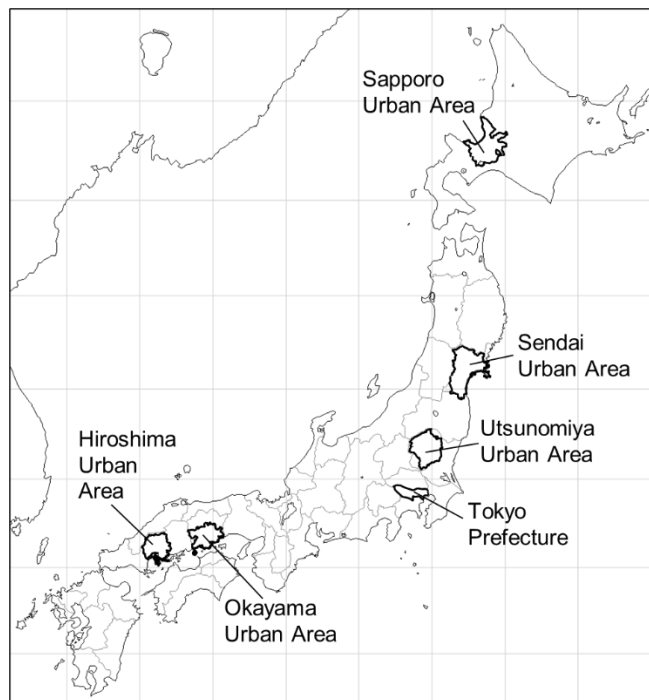 Sapporo
Urban Area
Sendai
Urban Area
Utsunomiya
Urban Area
Hiroshima
Urban
Area
Tokyo
Prefecture
Okayama
Urban Area